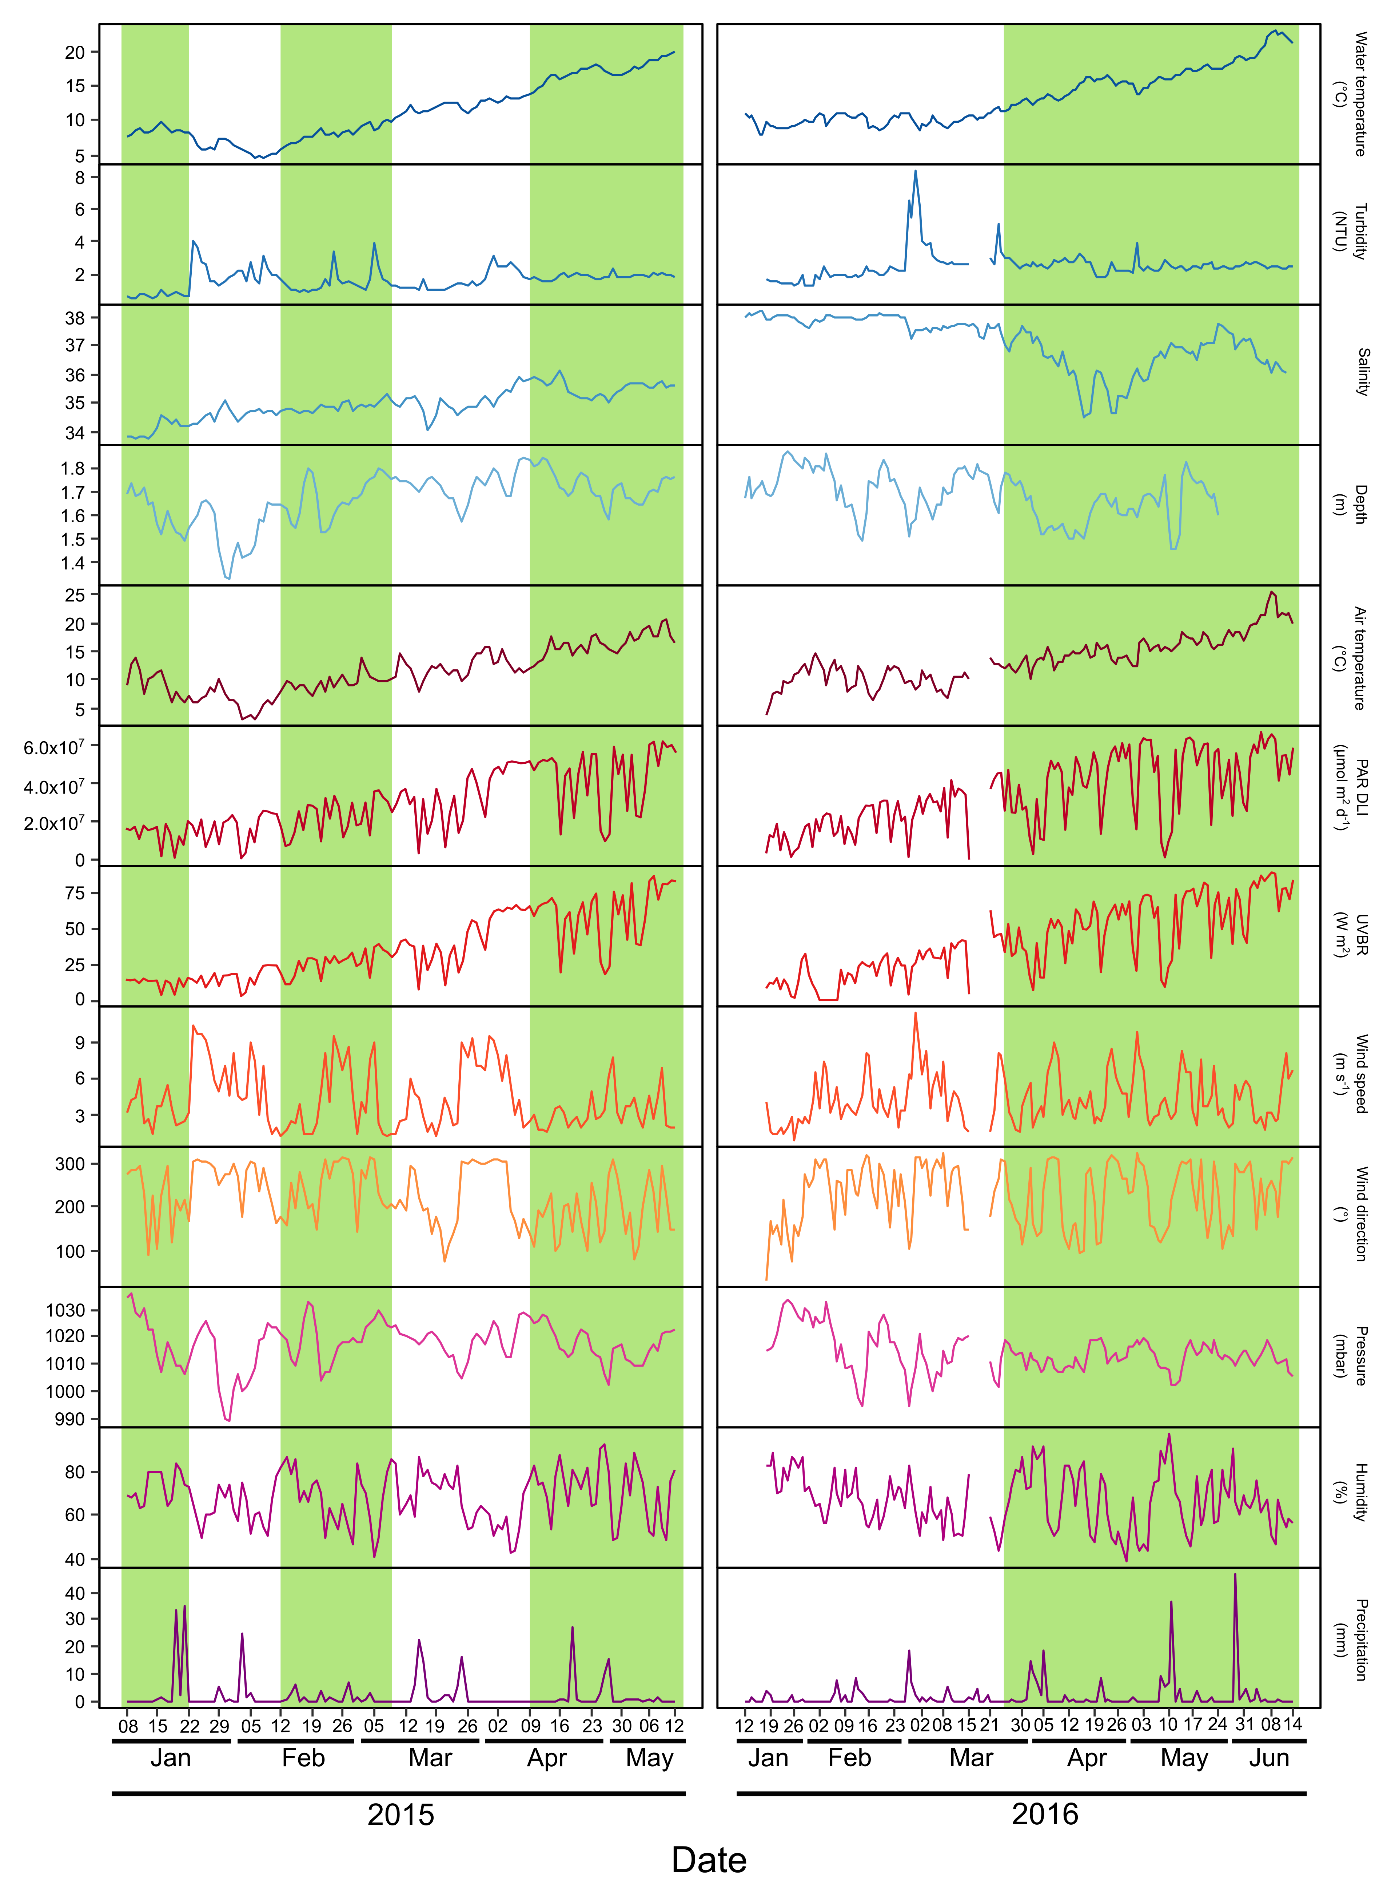 20
15
10
5
Water temperature
(°C)
8
6
4
2
Turbidity
(NTU)
38
37
36
35
34
Salinity
1.8
1.7
1.6
1.5
1.4
Depth
(m)
25
20
15
10
5
Air temperature
(°C)
6.0x10⁷
4.0x10⁷
2.0x10⁷
0
PAR DLI
(µmol m² d⁻¹)
75
50
25
0
UVBR
(W m²)
9
6
3
Wind speed
(m s⁻¹)
300
200
100
Wind direction
(°)
1030
1020
1010
1000
990
Pressure
(mbar)
80
60
40
Humidity
(%)
40
30
20
10
0
Precipitation
(mm)
08 15 22 29 05 12 19 26 05 12 19 26 02 09 16 23 30 06 12 12 19 26 02 09 16 23 02 08 15 21 30 05 12 19 26 03 10 17 24 31 08 14
Jan Feb Mar Apr May Jan Feb Mar Apr May Jun
2015 2016
Date